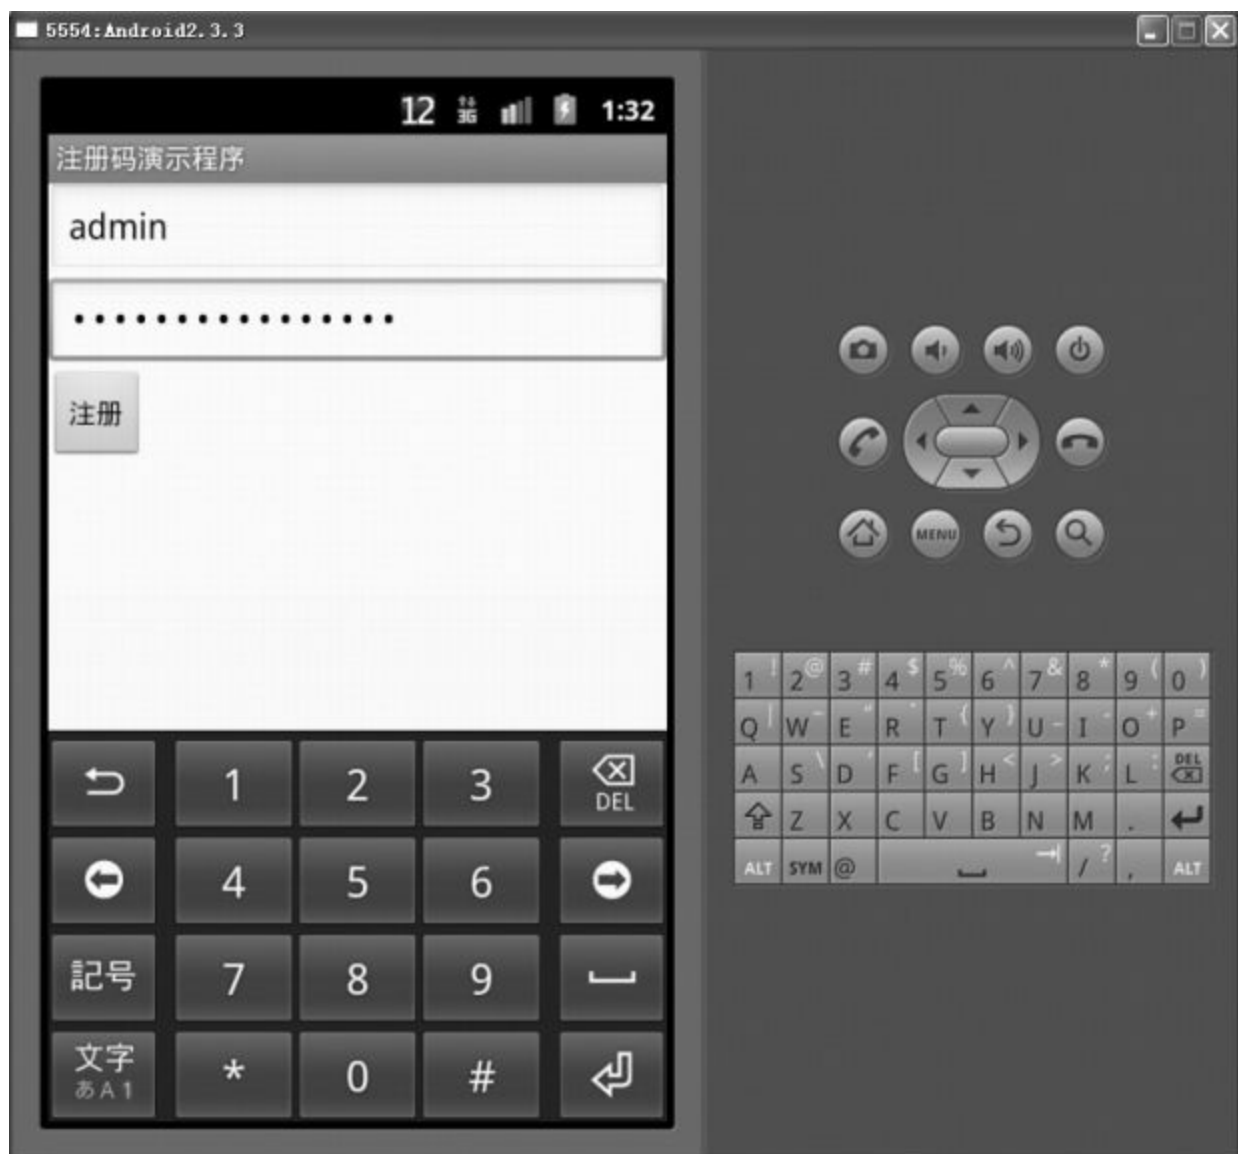 5554:Android2.3.3
12 3G 1:32
注册码演示程序
admin
••••••••••••••••
注册
1 2 3 DEL
4 5 6
記号 7 8 9
文字 * 0 #
あA1
MENU
1 ! 2 @ 3 # 4 $ 5 % 6 ^ 7 & 8 * 9 ( 0 )
Q | W ~ E " R ` T { Y } U _ I - O + P =
A S \ D ' F [ G ] H < J > K ; L : DEL
Z X C V B N M .
ALT SYM @ / ? , ALT